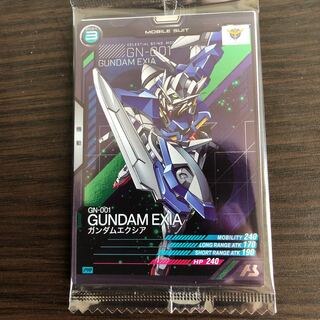 MOBILE SUIT
3
CELESTIAL BEING MS
GN-001
GUNDAM EXIA
GN-001
GUNDAM EXIA
ガンダムエクシア
MOBILITY 240
LONG RANGE ATK 170
SHORT RANGE ATK 190
HP 240
AS